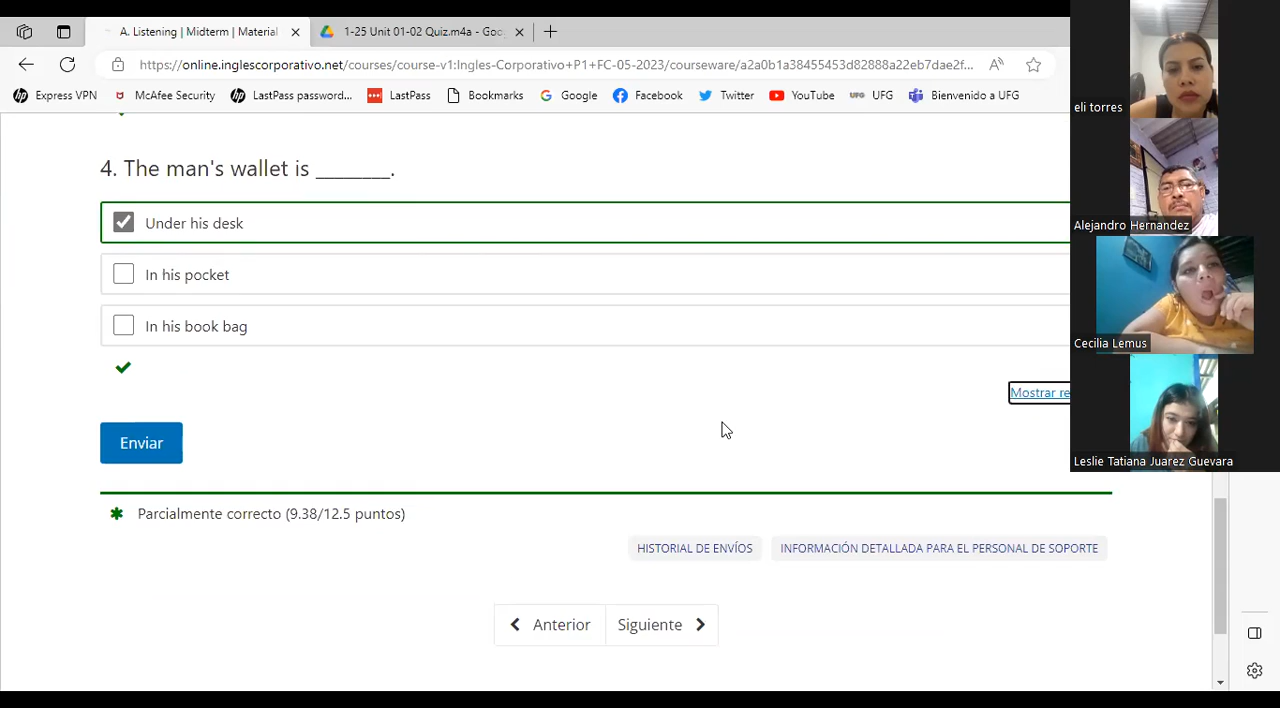 A. Listening | Midterm | Material
1-25 Unit 01-02 Quiz.m4a - Goo
https://online.inglescorporativo.net/courses/course-v1:Ingles-Corporativo+P1+FC-05-2023/courseware/a2a0b1a38455453d82888a22eb7dae2f...
Express VPN McAfee Security LastPass password... LastPass Bookmarks Google Facebook Twitter YouTube UFG UFG Bienvenido a UFG
eli torres
Alejandro Hernandez
Cecilia Lemus
Leslie Tatiana Juarez Guevara
4. The man's wallet is ________.
Under his desk
In his pocket
In his book bag
Mostrar re
Enviar
Parcialmente correcto (9.38/12.5 puntos)
HISTORIAL DE ENVÍOS INFORMACIÓN DETALLADA PARA EL PERSONAL DE SOPORTE
Anterior Siguiente